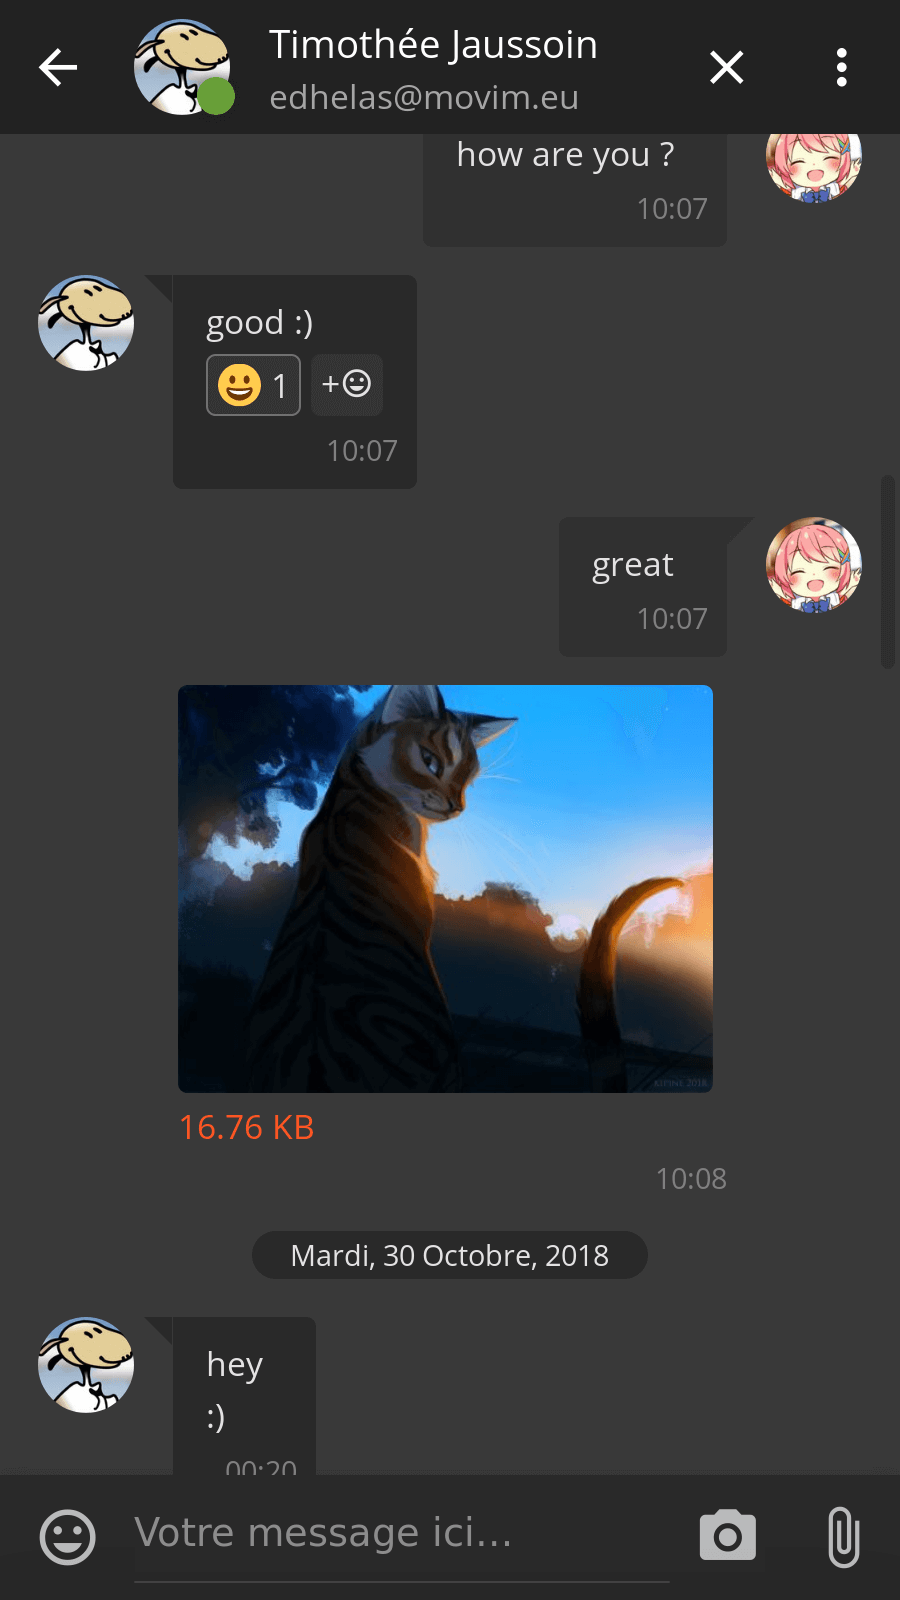 Timothée Jaussoin
edhelas@movim.eu
how are you ?
10:07
good :)
😀 1
+
10:07
great
10:07
KIPINE 2018
16.76 KB
10:08
Mardi, 30 Octobre, 2018
hey
:)
00:20
Votre message ici...